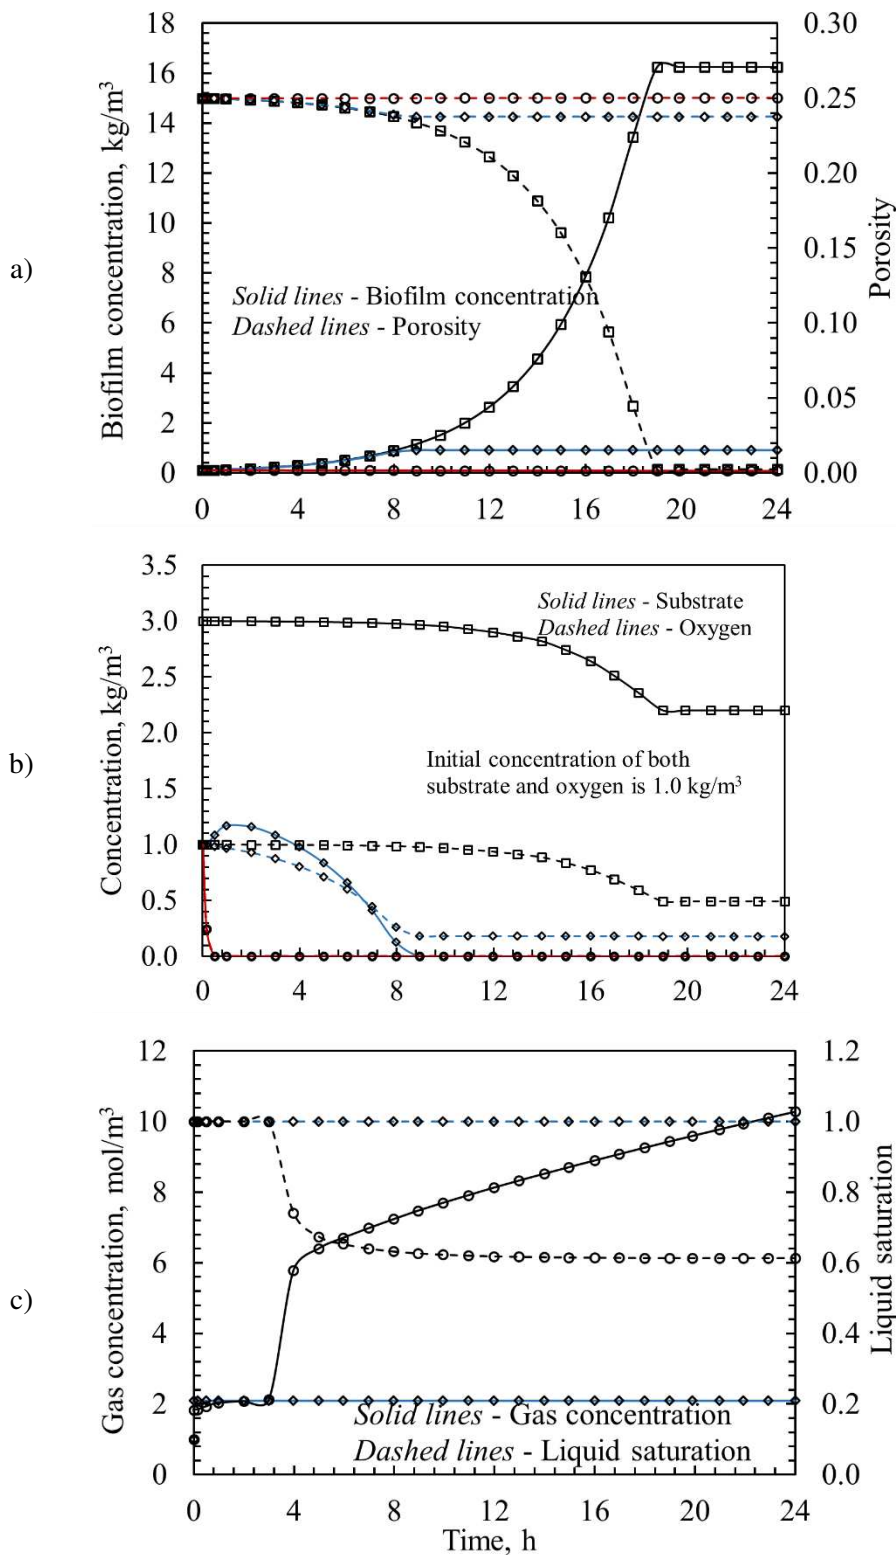 a)
Biofilm concentration, kg/m³
18
16
14
12
10
8
6
4
2
0
Solid lines - Biofilm concentration
Dashed lines - Porosity
0.30
0.25
0.20
0.15
0.10
0.05
0.00
Porosity
0 4 8 12 16 20 24
b)
Concentration, kg/m³
3.5
3.0
2.5
2.0
1.5
1.0
0.5
0.0
Solid lines - Substrate
Dashed lines - Oxygen
Initial concentration of both
substrate and oxygen is 1.0 kg/m³
0 4 8 12 16 20 24
c)
Gas concentration, mol/m³
12
10
8
6
4
2
0
Solid lines - Gas concentration
Dashed lines - Liquid saturation
1.2
1.0
0.8
0.6
0.4
0.2
0.0
Liquid saturation
0 4 8 12 16 20 24
Time, h